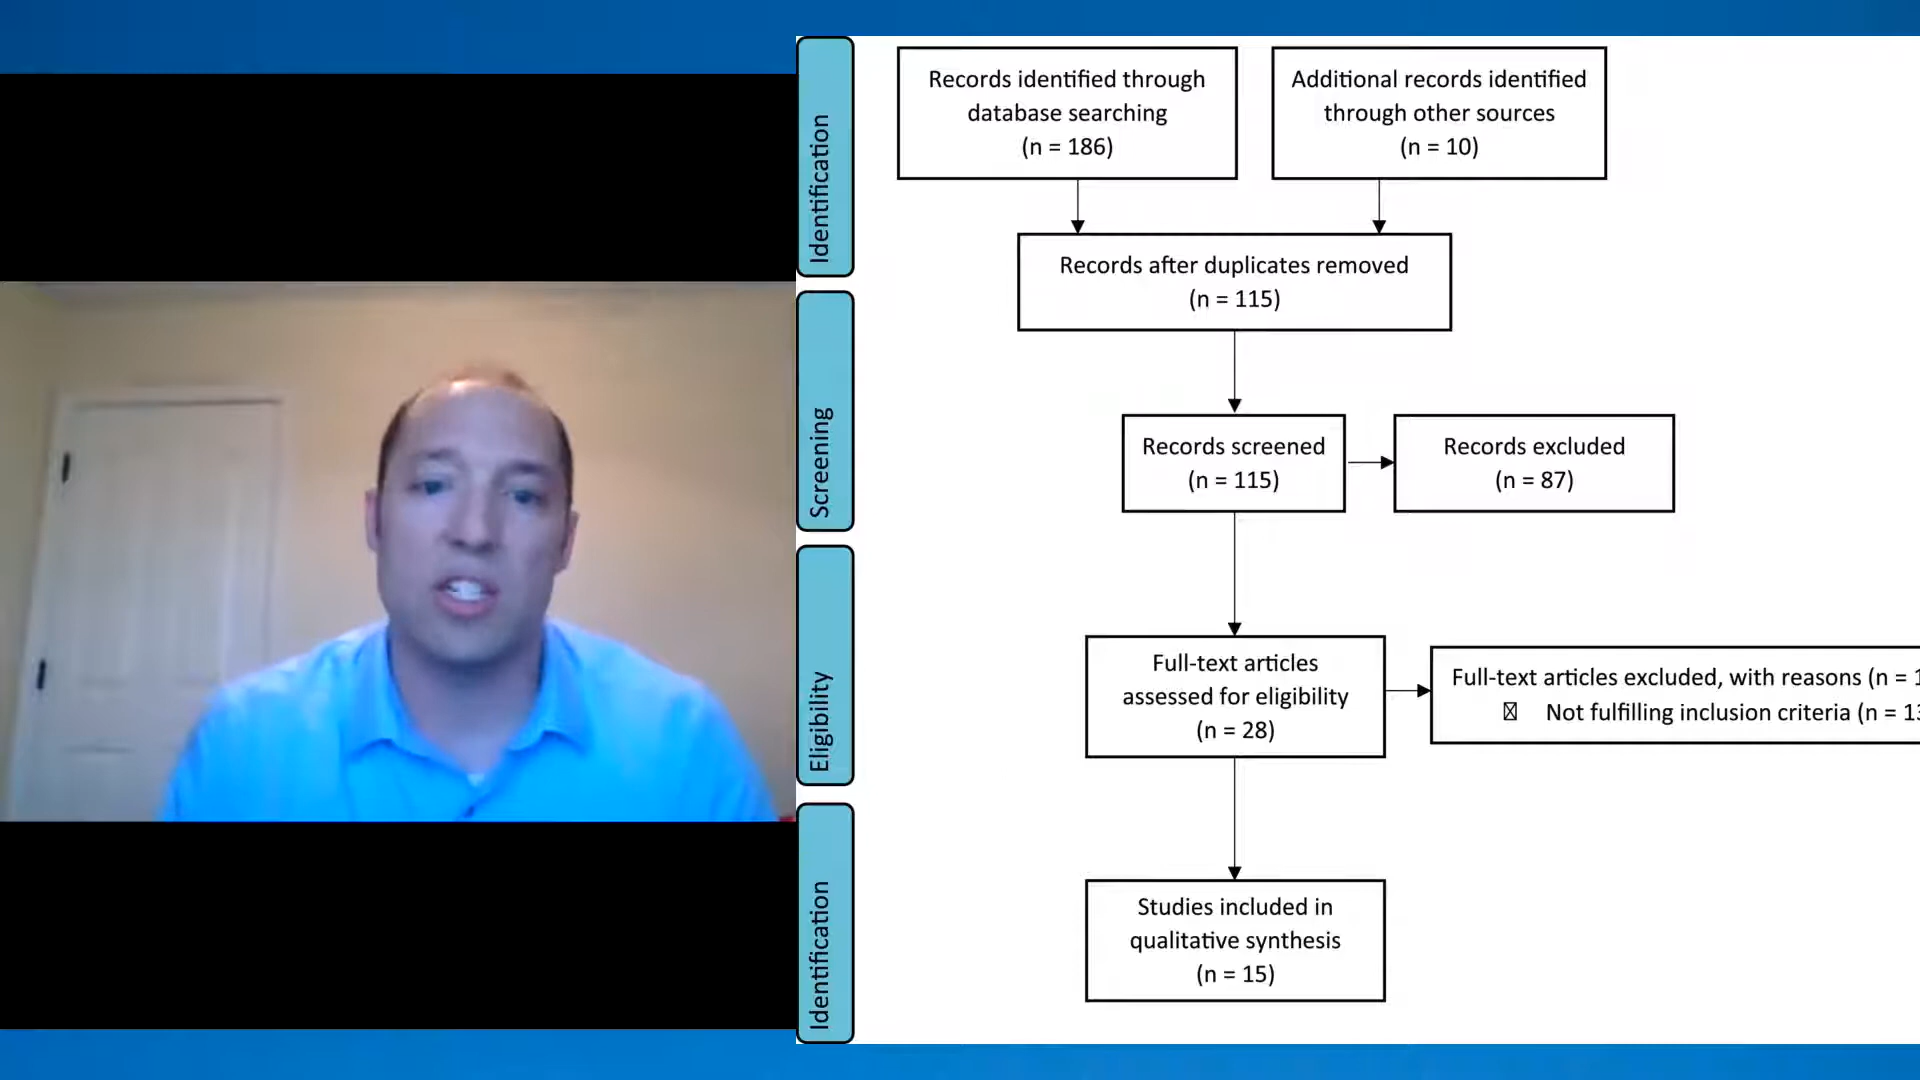 Identification
Records identified through
database searching
(n = 186)
Additional records identified
through other sources
(n = 10)
Records after duplicates removed
(n = 115)
Screening
Records screened
(n = 115)
Records excluded
(n = 87)
Eligibility
Full-text articles
assessed for eligibility
(n = 28)
Full-text articles excluded, with reasons (n = 1
Not fulfilling inclusion criteria (n = 13
Identification
Studies included in
qualitative synthesis
(n = 15)